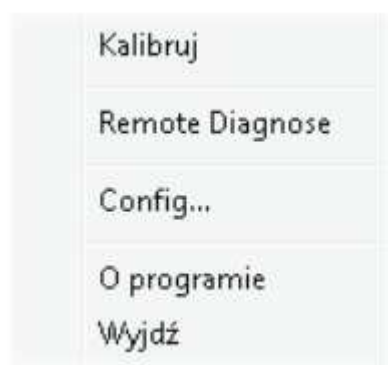 Kalibruj
Remote Diagnose
Config...
O programie
Wyjdź